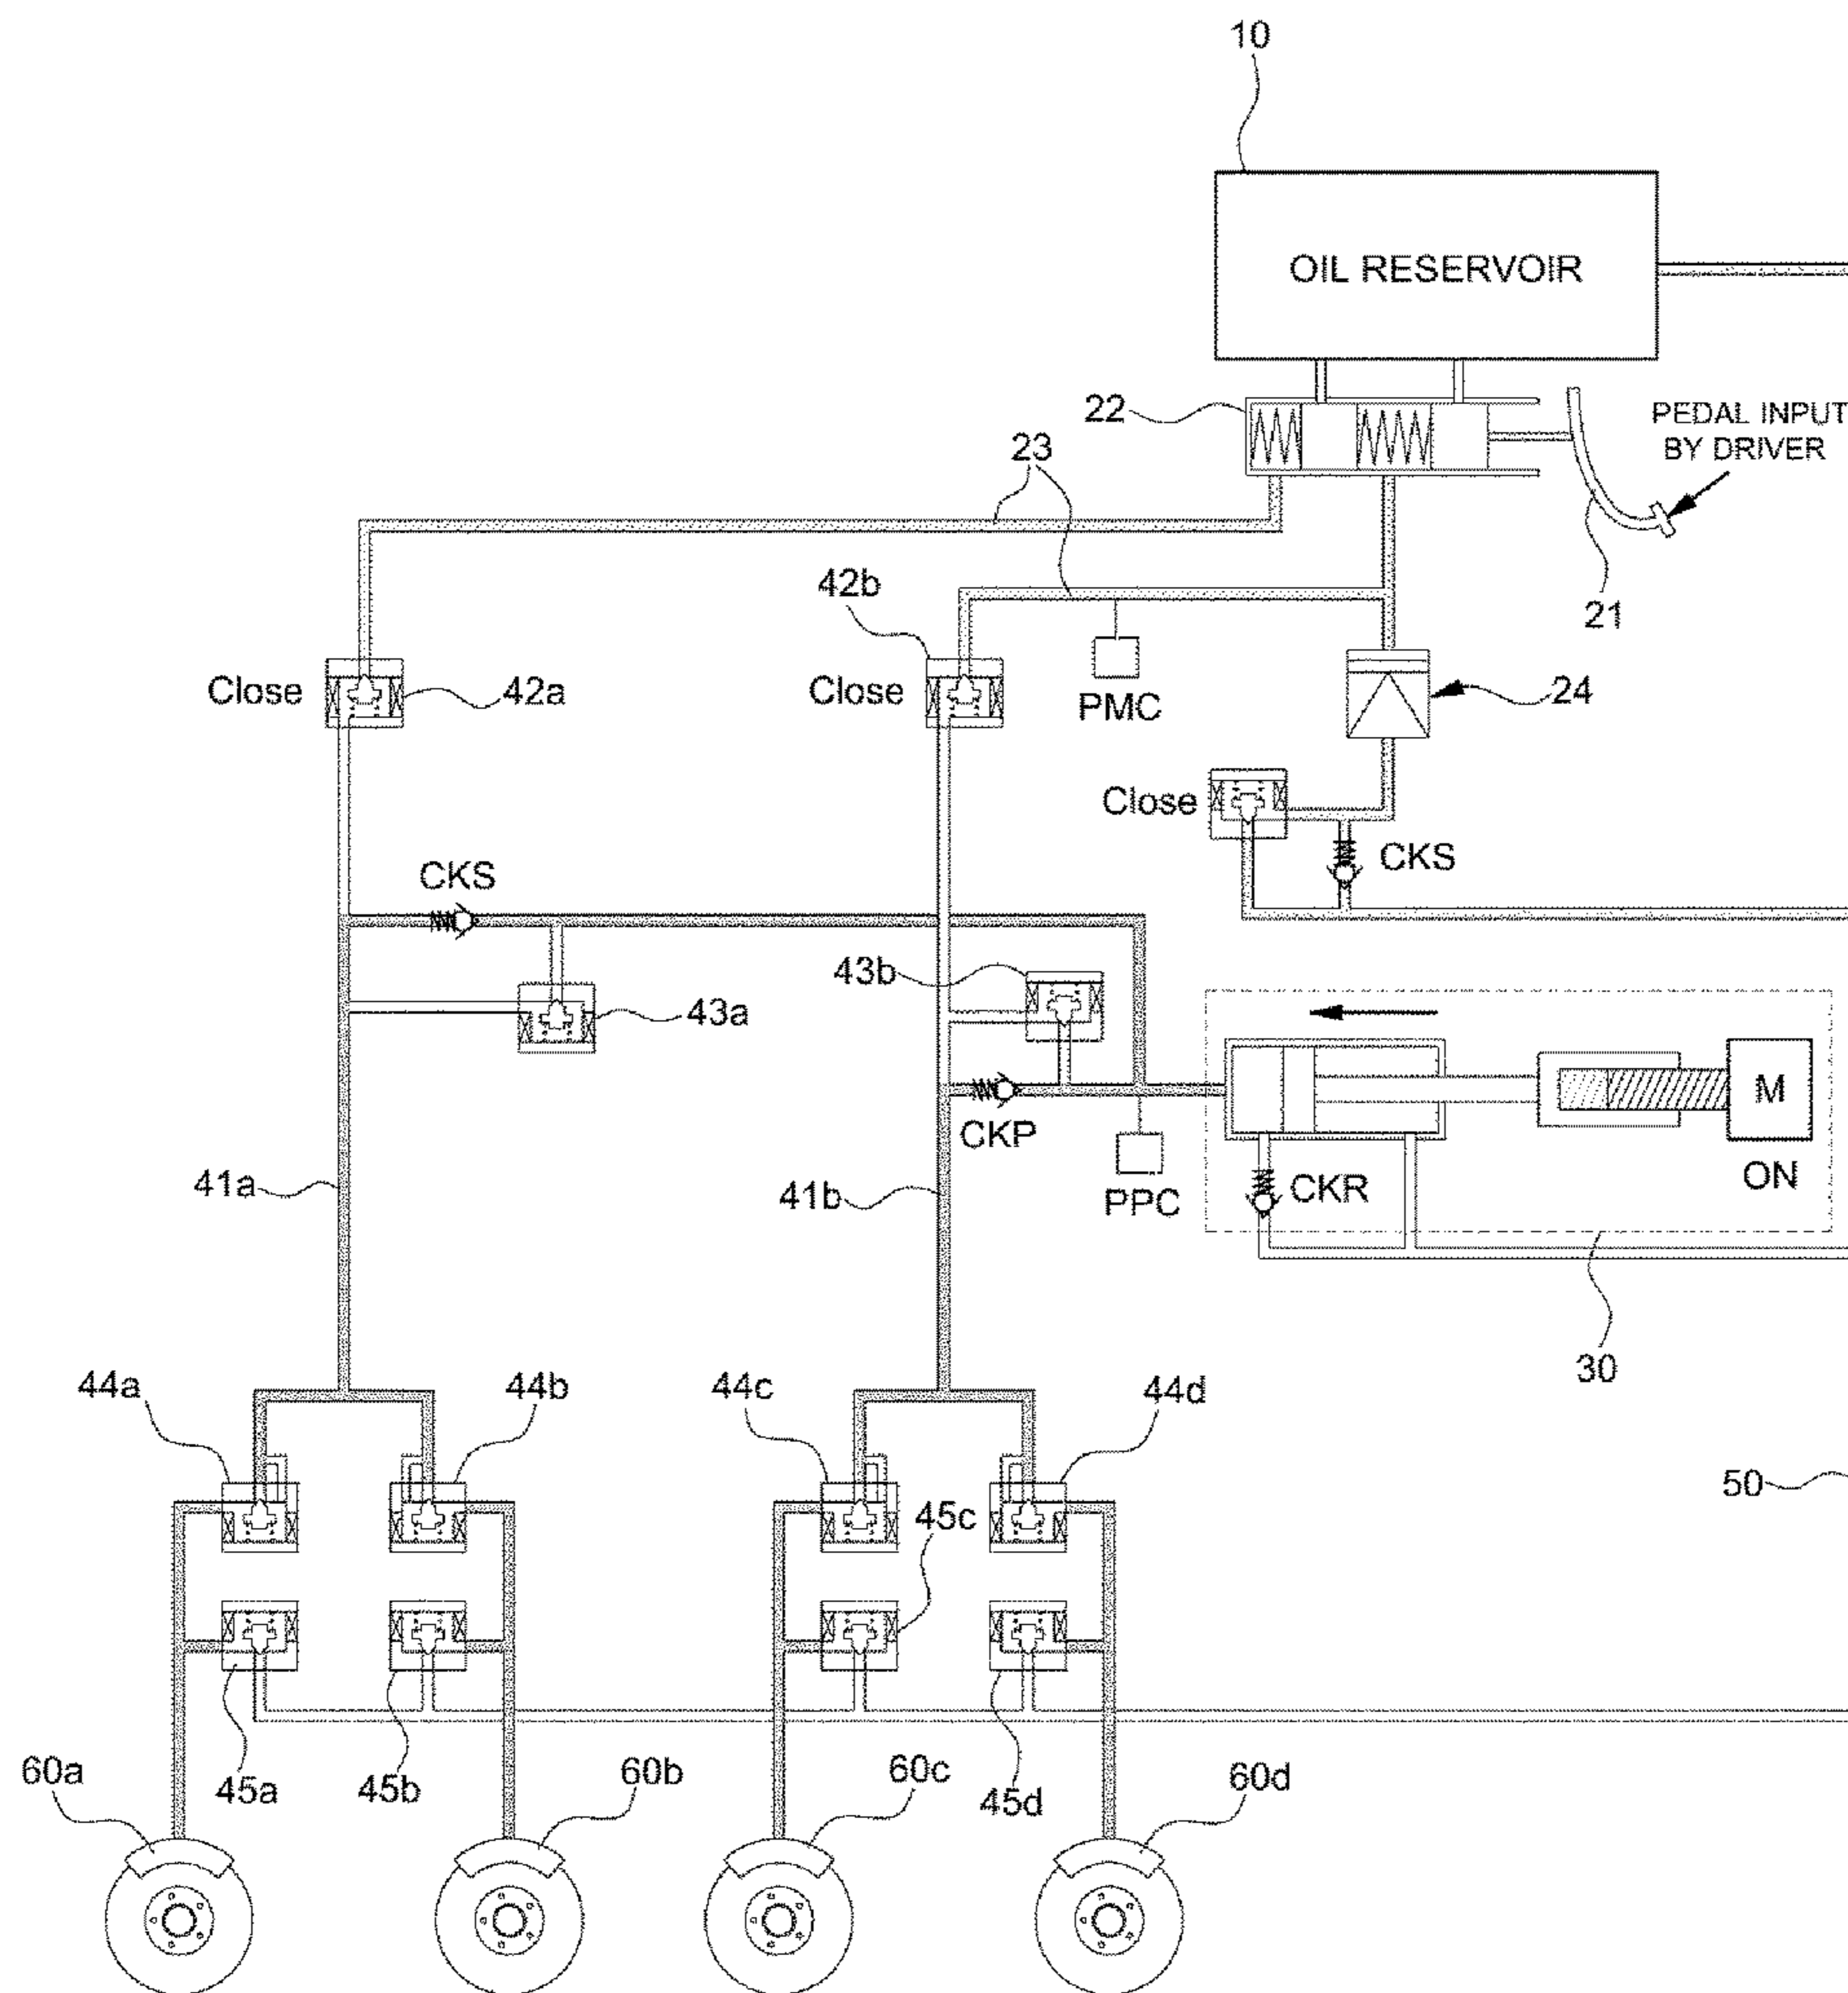 10
OIL RESERVOIR
22
PEDAL INPUT
BY DRIVER
23
21
42b
Close
42a
Close
PMC
24
Close
CKS
CKS
43b
43a
M
CKP
ON
41a
41b
PPC
CKR
30
44a
44b
44c
44d
50
45c
60a
45a
45b
60b
60c
45d
60d